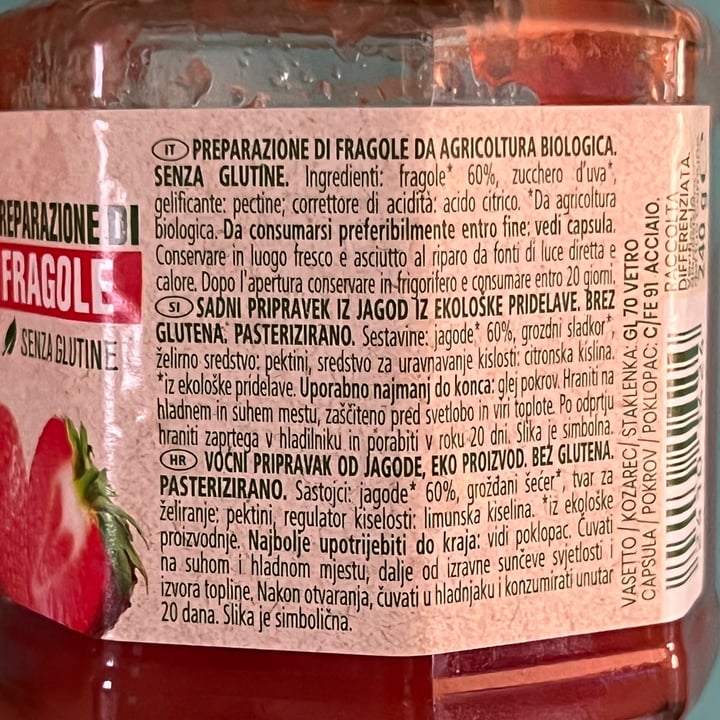 REPARAZIONE DI
FRAGOLE
SENZA GLUTINE
IT PREPARAZIONE DI FRAGOLE DA AGRICOLTURA BIOLOGICA.
SENZA GLUTINE. Ingredienti: fragole* 60%, zucchero d'uva*,
gelificante: pectine; correttore di acidità: acido citrico. *Da agricoltura
biologica. Da consumarsi preferibilmente entro fine: vedi capsula.
Conservare in luogo fresco e asciutto al riparo da fonti di luce diretta e
calore. Dopo l'apertura conservare in frigorifero e consumare entro 20 giorni.
SI SADNI PRIPRAVEK IZ JAGOD IZ EKOLOŠKE PRIDELAVE. BREZ
GLUTENA. PASTERIZIRANO. Sestavine: jagode* 60%, grozdni sladkor*,
želirno sredstvo: pektini, sredstvo za uravnavanje kislosti: citronska kislina.
*iz ekološke pridelave. Uporabno najmanj do konca: glej pokrov. Hraniti na
hladnem in suhem mestu, zaščiteno pred svetlobo in viri toplote. Po odprtju
hraniti zaprtega v hladilniku in porabiti v roku 20 dni. Slika je simbolna.
HR VOĆNI PRIPRAVAK OD JAGODE, EKO PROIZVOD. BEZ GLUTENA.
PASTERIZIRANO. Sastojci: jagode* 60%, grožđani šećer*, tvar za
želiranje: pektini, regulator kiselosti: limunska kiselina. *iz ekološke
proizvodnje. Najbolje upotrijebiti do kraja: vidi poklopac. Čuvati
na suhom i hladnom mjestu, dalje od izravne sunčeve svjetlosti i
izvora topline. Nakon otvaranja, čuvati u hladnjaku i konzumirati unutar
20 dana. Slika je simbolična.
VASETTO / KOZAREC / STAKLENKA: GL 70 VETRO
CAPSULA / POKROV / POKLOPAC: C/FE 91 ACCIAIO.
RACCOLTA
DIFFERENZIATA.
240 g